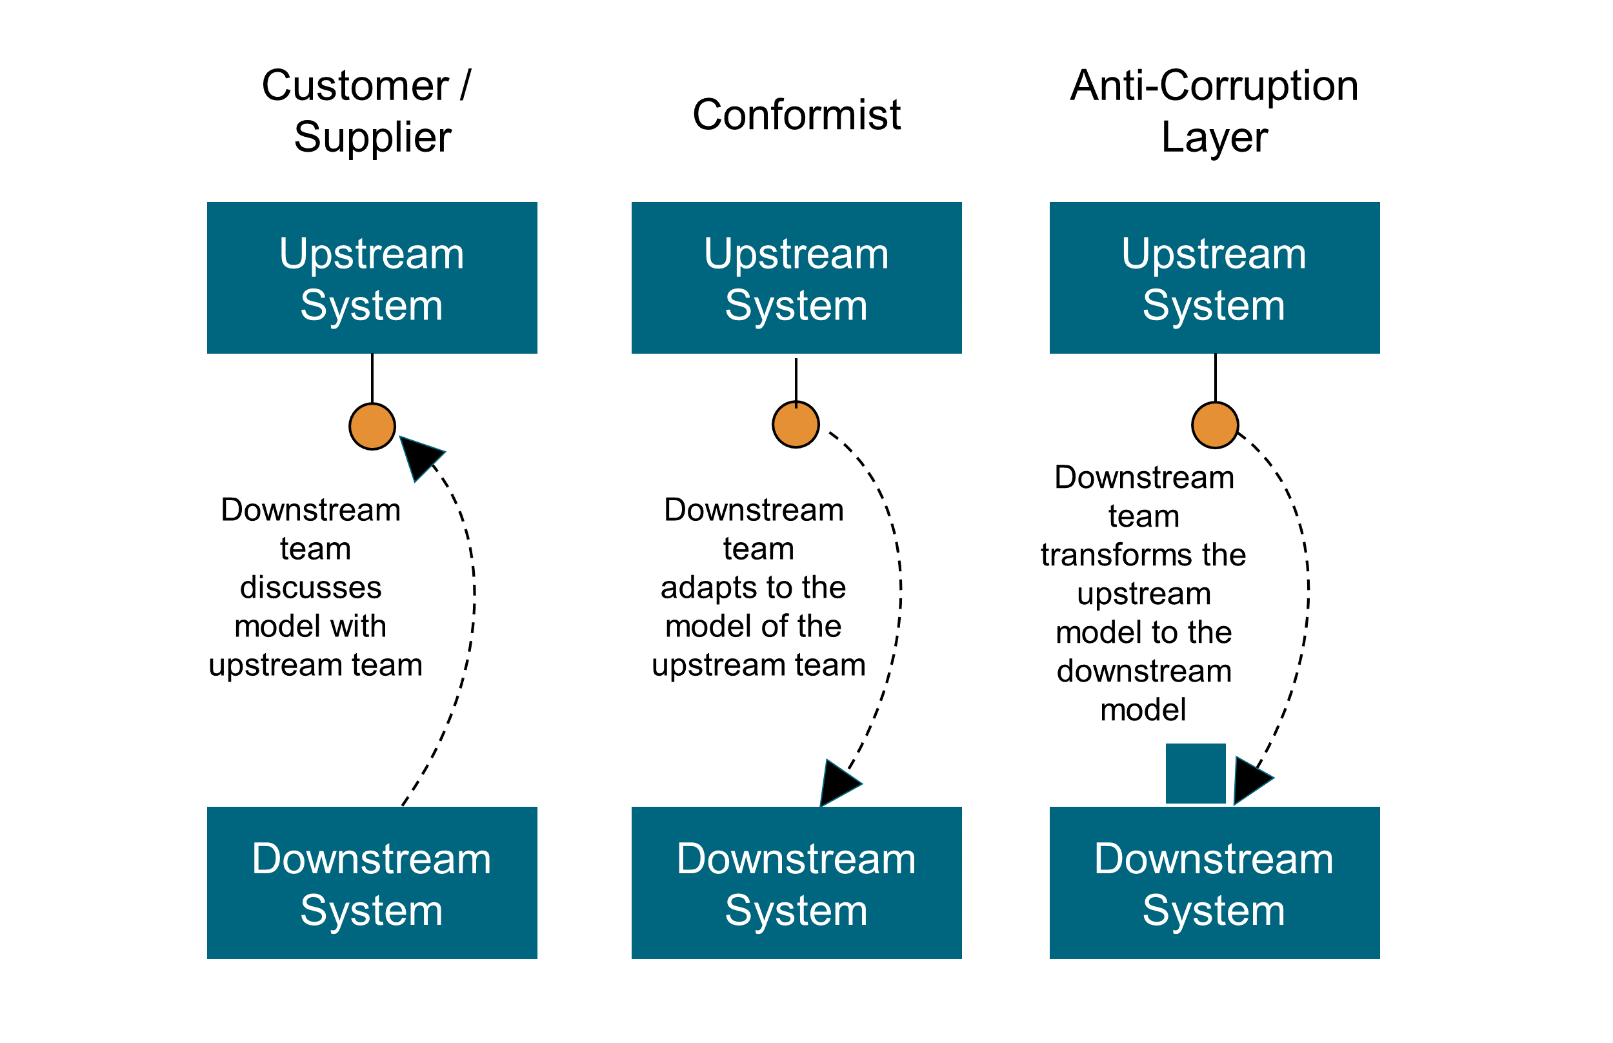 Customer /
Supplier
Conformist
Anti-Corruption
Layer
Upstream
System
Upstream
System
Upstream
System
Downstream
team
discusses
model with
upstream team
Downstream
team
adapts to the
model of the
upstream team
Downstream
team
transforms the
upstream
model to the
downstream
model
Downstream
System
Downstream
System
Downstream
System